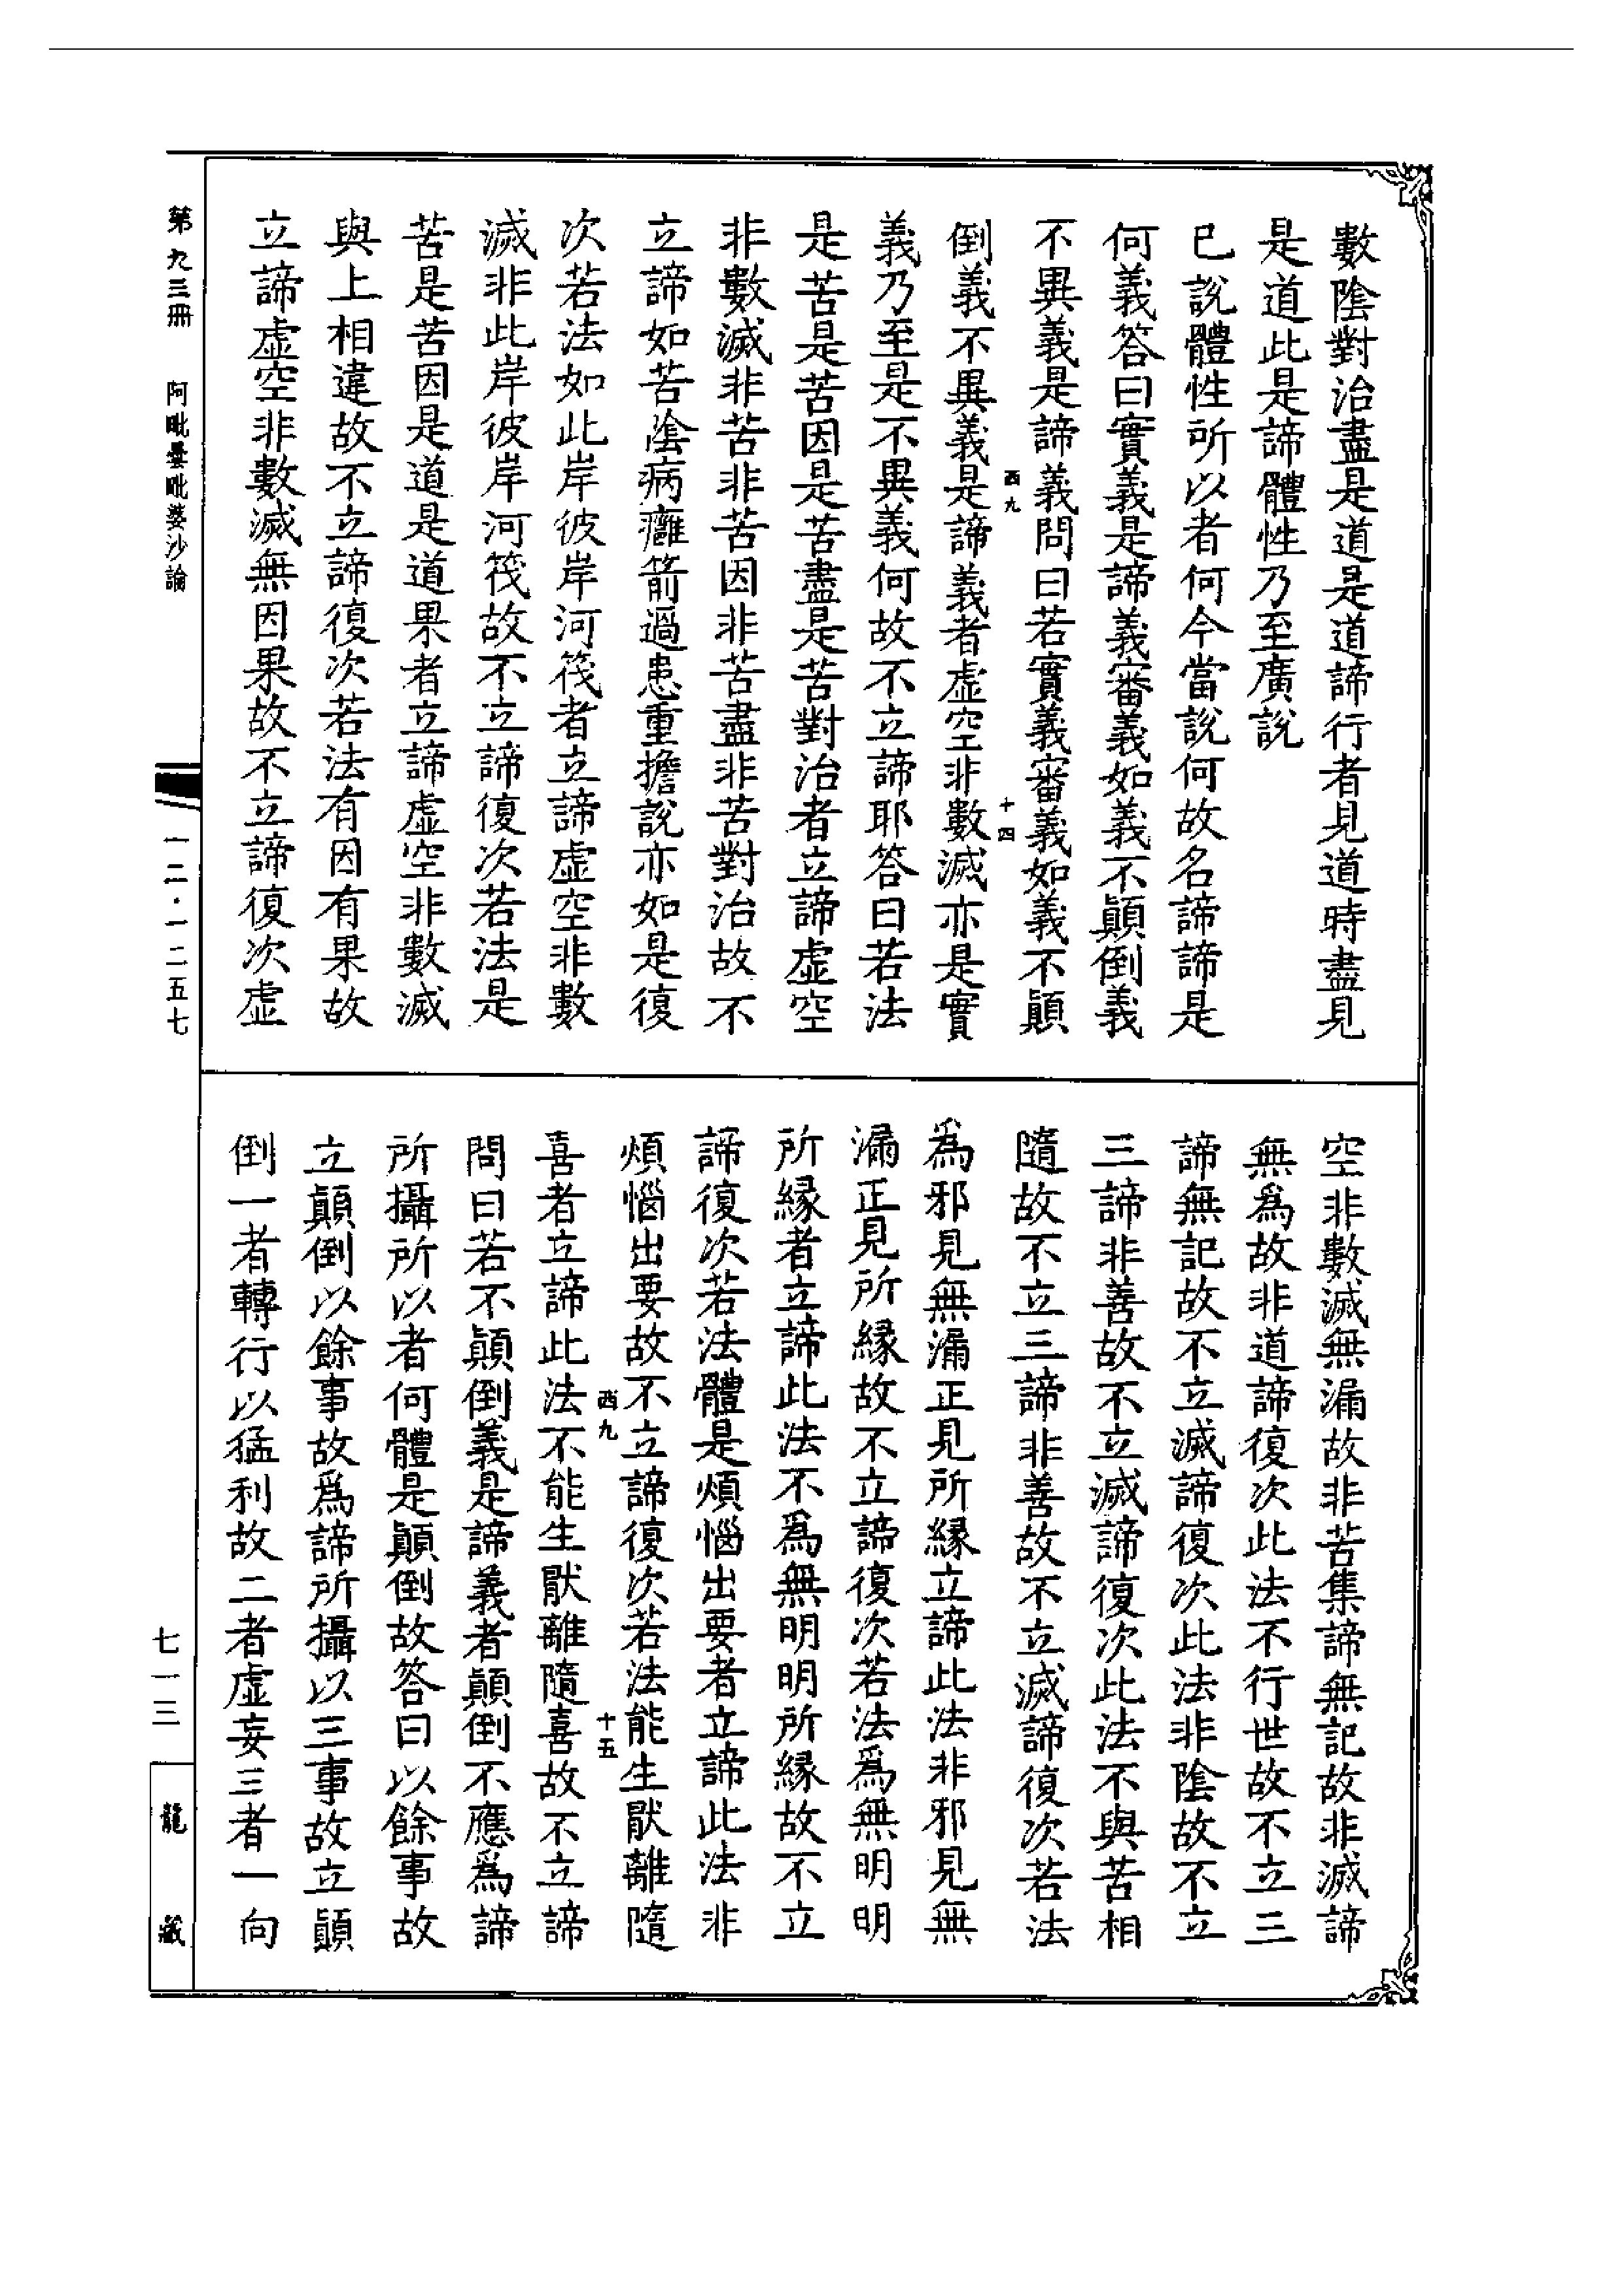 數陰對治盡是道是道諦行者見道時盡見
是道此是諦體性乃至廣說
已說體性所以者何今當說何故名諦諦是
何義答曰實義是諦義審義如義不顛倒義
不異義是諦義問曰若實義審義如義不顛
西九
十四
倒義不異義是諦義者虛空非數滅亦是實
義乃至是不異義何故不立諦耶答曰若法
是苦是苦因是苦盡是苦對治者立諦虛空
非數滅非苦非苦因非苦盡非苦對治故不
立諦如苦陰病癰箭過患重擔說亦如是復
次若法如此岸彼岸河筏者立諦虛空非數
滅非此岸彼岸河筏故不立諦復次若法是
苦是苦因是道是道果者立諦虛空非數滅
與上相違故不立諦復次若法有因有果故
立諦虛空非數滅無因果故不立諦復次虛
空非數滅無漏故非苦集諦無記故非滅諦
無為故非道諦復次此法不行世故不立三
諦無記故不立滅諦復次此法非陰故不立
三諦非善故不立滅諦復次此法不與苦相
隨故不立三諦非善故不立滅諦復次若法
為邪見無漏正見所緣立諦此法非邪見無
漏正見所緣故不立諦復次若法為無明明
所緣者立諦此法不為無明明所緣故不立
諦復次若法體是煩惱出要者立諦此法非
煩惱出要故不立諦復次若法能生厭離隨
西九
十五
喜者立諦此法不能生厭離隨喜故不立諦
問曰若不顛倒義是諦義者顛倒不應為諦
所攝所以者何體是顛倒故答曰以餘事故
立顛倒以餘事故為諦所攝以三事故立顛
倒一者轉行以猛利故二者虛妄三者一向
第九三冊 阿毗曇毗婆沙論
一二·一二五七
七一三
龍藏